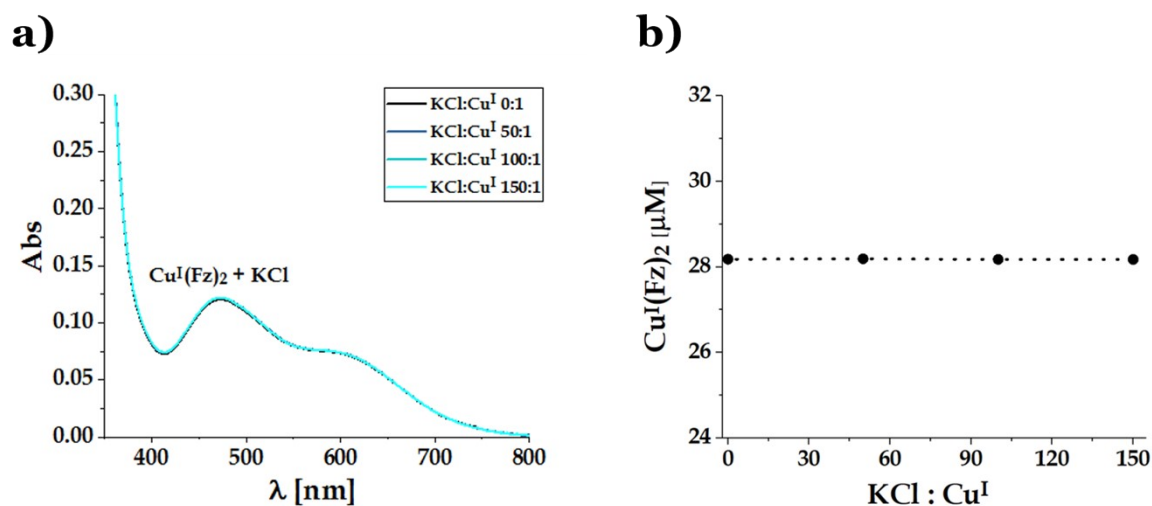 a)
0.30
0.25
0.20
0.15
0.10
0.05
0.00
Abs
KCl:Cuᴵ 0:1
KCl:Cuᴵ 50:1
KCl:Cuᴵ 100:1
KCl:Cuᴵ 150:1
Cuᴵ(Fz)₂ + KCl
400 500 600 700 800
λ [nm]
b)
32
30
28
26
24
Cuᴵ(Fz)₂ [µM]
0 30 60 90 120 150
KCl : Cuᴵ